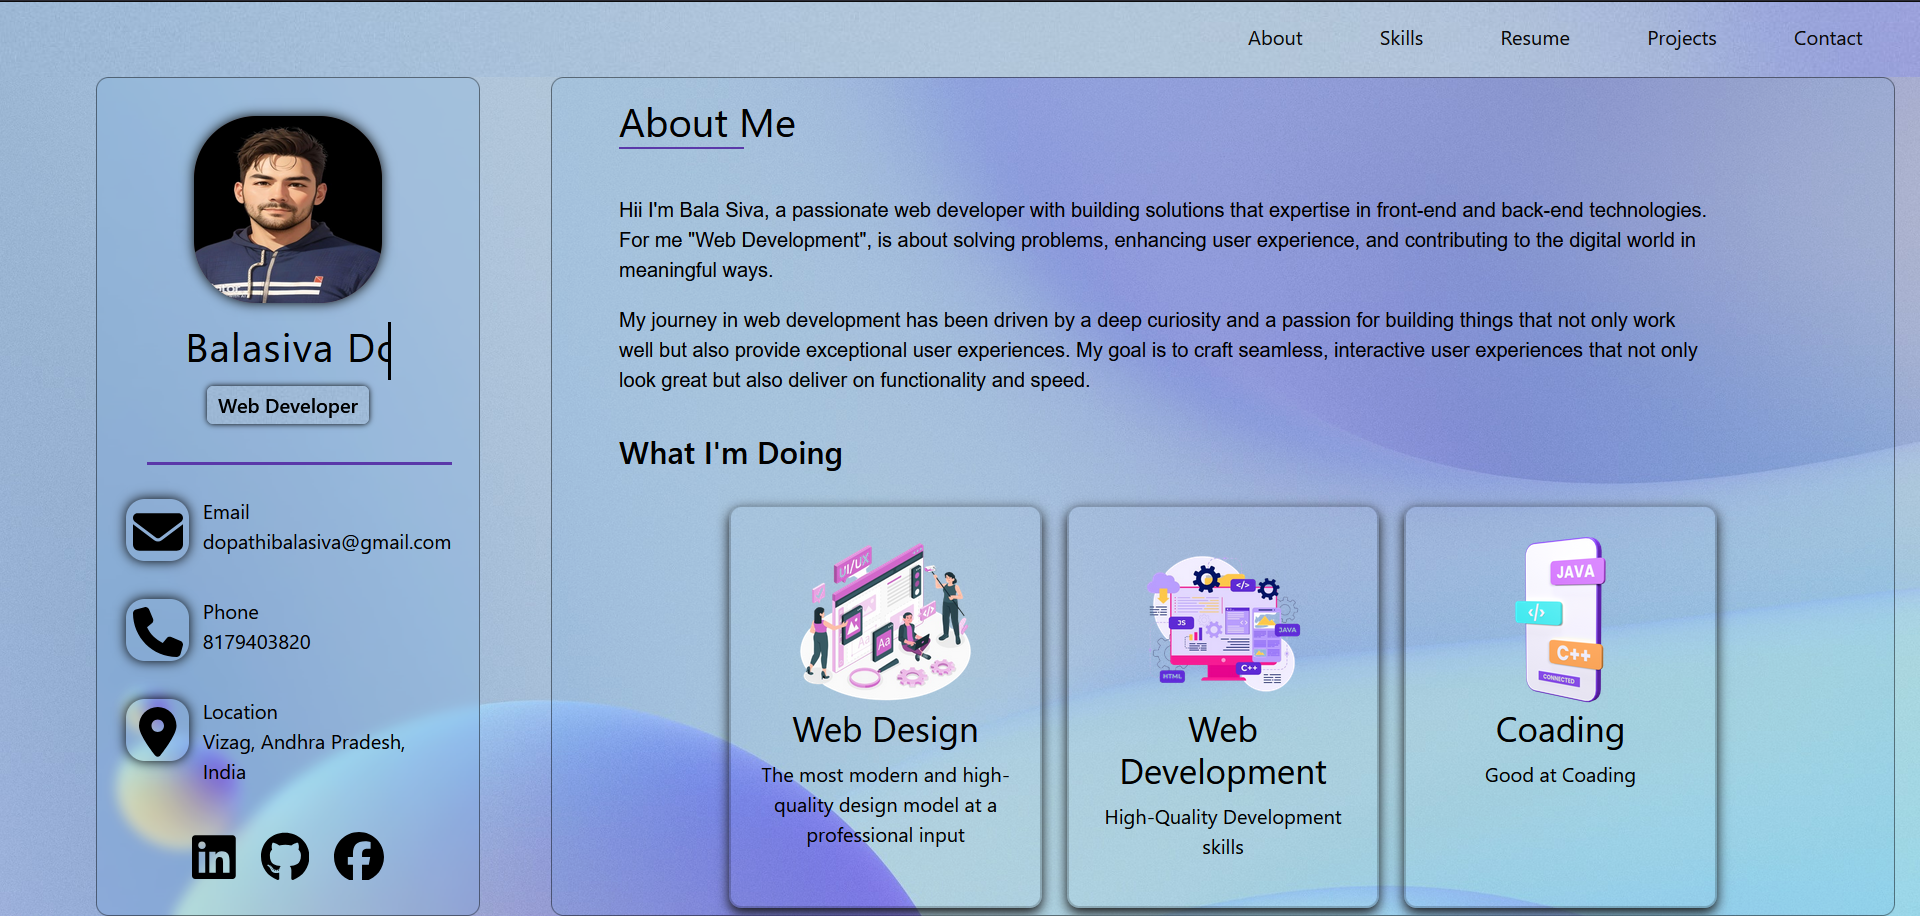 About Skills Resume Projects Contact
Balasiva Do
Web Developer
Email
dopathibalasiva@gmail.com
Phone
8179403820
Location
Vizag, Andhra Pradesh,
India
in
About Me
Hii I'm Bala Siva, a passionate web developer with building solutions that expertise in front-end and back-end technologies.
For me "Web Development", is about solving problems, enhancing user experience, and contributing to the digital world in
meaningful ways.
My journey in web development has been driven by a deep curiosity and a passion for building things that not only work
well but also provide exceptional user experiences. My goal is to craft seamless, interactive user experiences that not only
look great but also deliver on functionality and speed.
What I'm Doing
UI/UX
Aa
</>
Web Design
The most modern and high-
quality design model at a
professional input
</>
JS
JAVA
C++
HTML
Web
Development
High-Quality Development
skills
JAVA
</>
C++
CONNECTED
Coading
Good at Coading